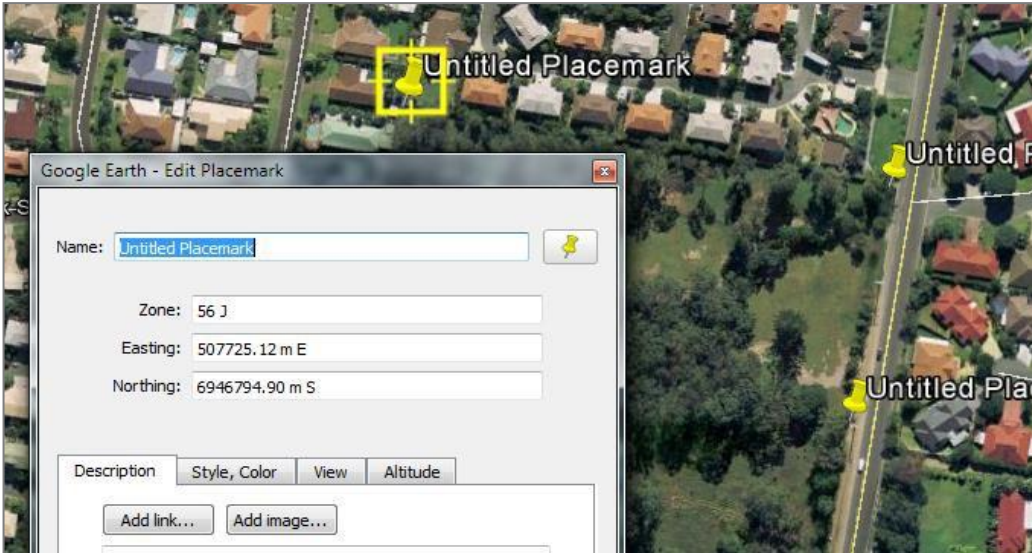 Untitled Placemark
Untitled
Google Earth - Edit Placemark
Name: Untitled Placemark
Zone: 56 J
Easting: 507725.12 m E
Northing: 6946794.90 m S
Untitled Pla
Description Style, Color View Altitude
Add link... Add image...